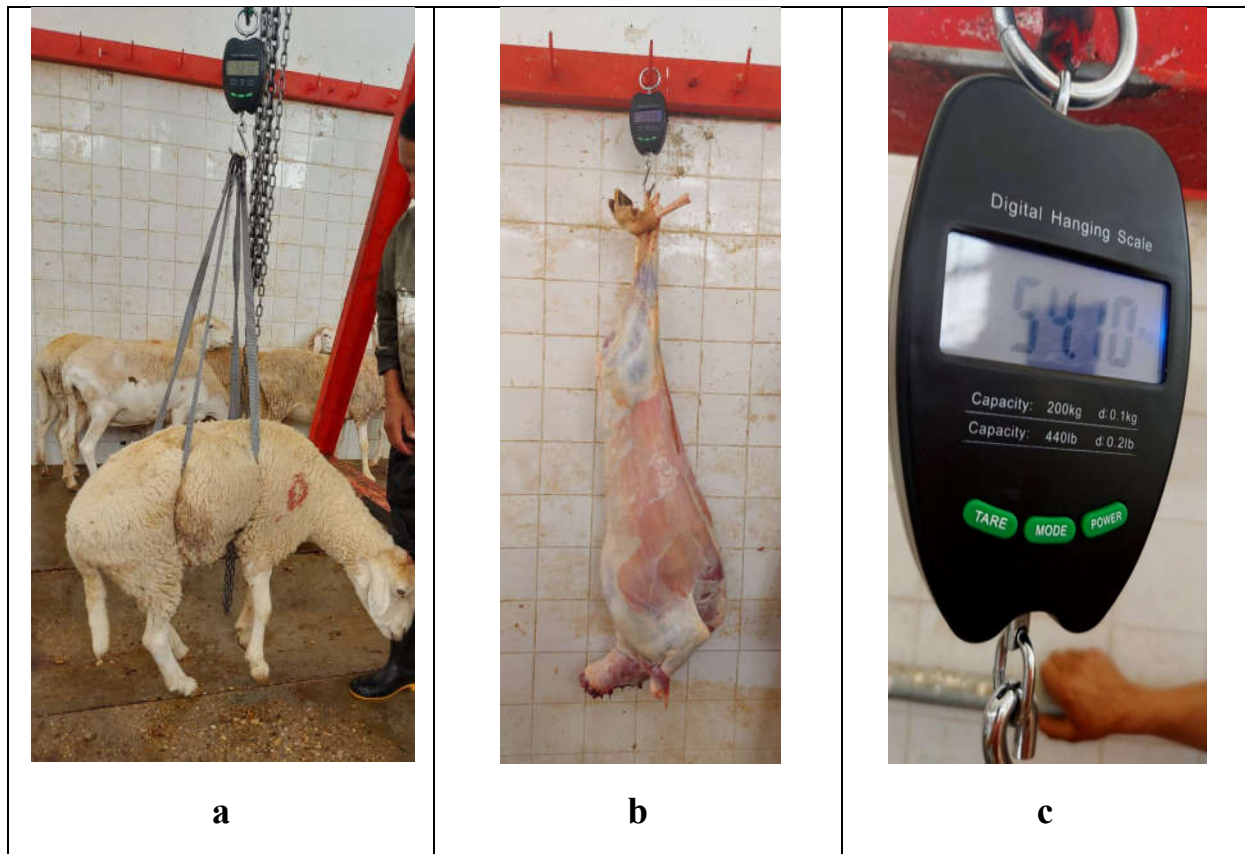 Digital Hanging Scale
54.10
Capacity: 200kg d:0.1kg
Capacity: 440lb d:0.2lb
TARE MODE POWER
a b c